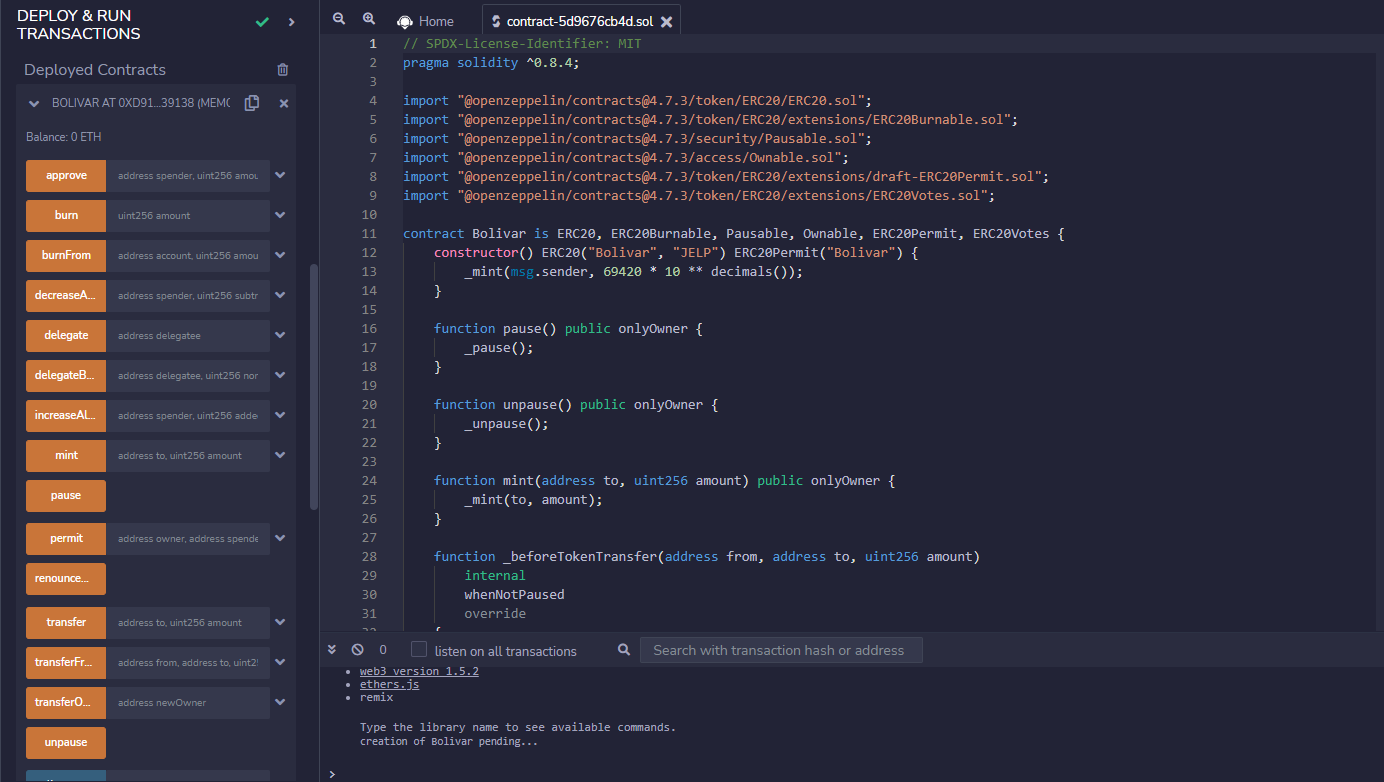 DEPLOY & RUN
TRANSACTIONS
Deployed Contracts
BOLIVAR AT 0XD91...39138 (MEMO
Balance: 0 ETH
approve address spender, uint256 amou
burn uint256 amount
burnFrom address account, uint256 amou
decreaseA... address spender, uint256 subtr
delegate address delegatee
delegateB... address delegatee, uint256 non
increaseAl... address spender, uint256 adde
mint address to, uint256 amount
pause
permit address owner, address spende
renounce...
transfer address to, uint256 amount
transferFr... address from, address to, uint2
transferO... address newOwner
unpause
Home
contract-5d9676cb4d.sol
1 // SPDX-License-Identifier: MIT
2 pragma solidity ^0.8.4;
3
4 import "@openzeppelin/contracts@4.7.3/token/ERC20/ERC20.sol";
5 import "@openzeppelin/contracts@4.7.3/token/ERC20/extensions/ERC20Burnable.sol";
6 import "@openzeppelin/contracts@4.7.3/security/Pausable.sol";
7 import "@openzeppelin/contracts@4.7.3/access/Ownable.sol";
8 import "@openzeppelin/contracts@4.7.3/token/ERC20/extensions/draft-ERC20Permit.sol";
9 import "@openzeppelin/contracts@4.7.3/token/ERC20/extensions/ERC20Votes.sol";
10
11 contract Bolivar is ERC20, ERC20Burnable, Pausable, Ownable, ERC20Permit, ERC20Votes {
12 constructor() ERC20("Bolivar", "JELP") ERC20Permit("Bolivar") {
13 _mint(msg.sender, 69420 * 10 ** decimals());
14 }
15
16 function pause() public onlyOwner {
17 _pause();
18 }
19
20 function unpause() public onlyOwner {
21 _unpause();
22 }
23
24 function mint(address to, uint256 amount) public onlyOwner {
25 _mint(to, amount);
26 }
27
28 function _beforeTokenTransfer(address from, address to, uint256 amount)
29 internal
30 whenNotPaused
31 override
32 {
0 listen on all transactions Search with transaction hash or address
• web3 version 1.5.2
• ethers.js
• remix
Type the library name to see available commands.
creation of Bolivar pending...
>